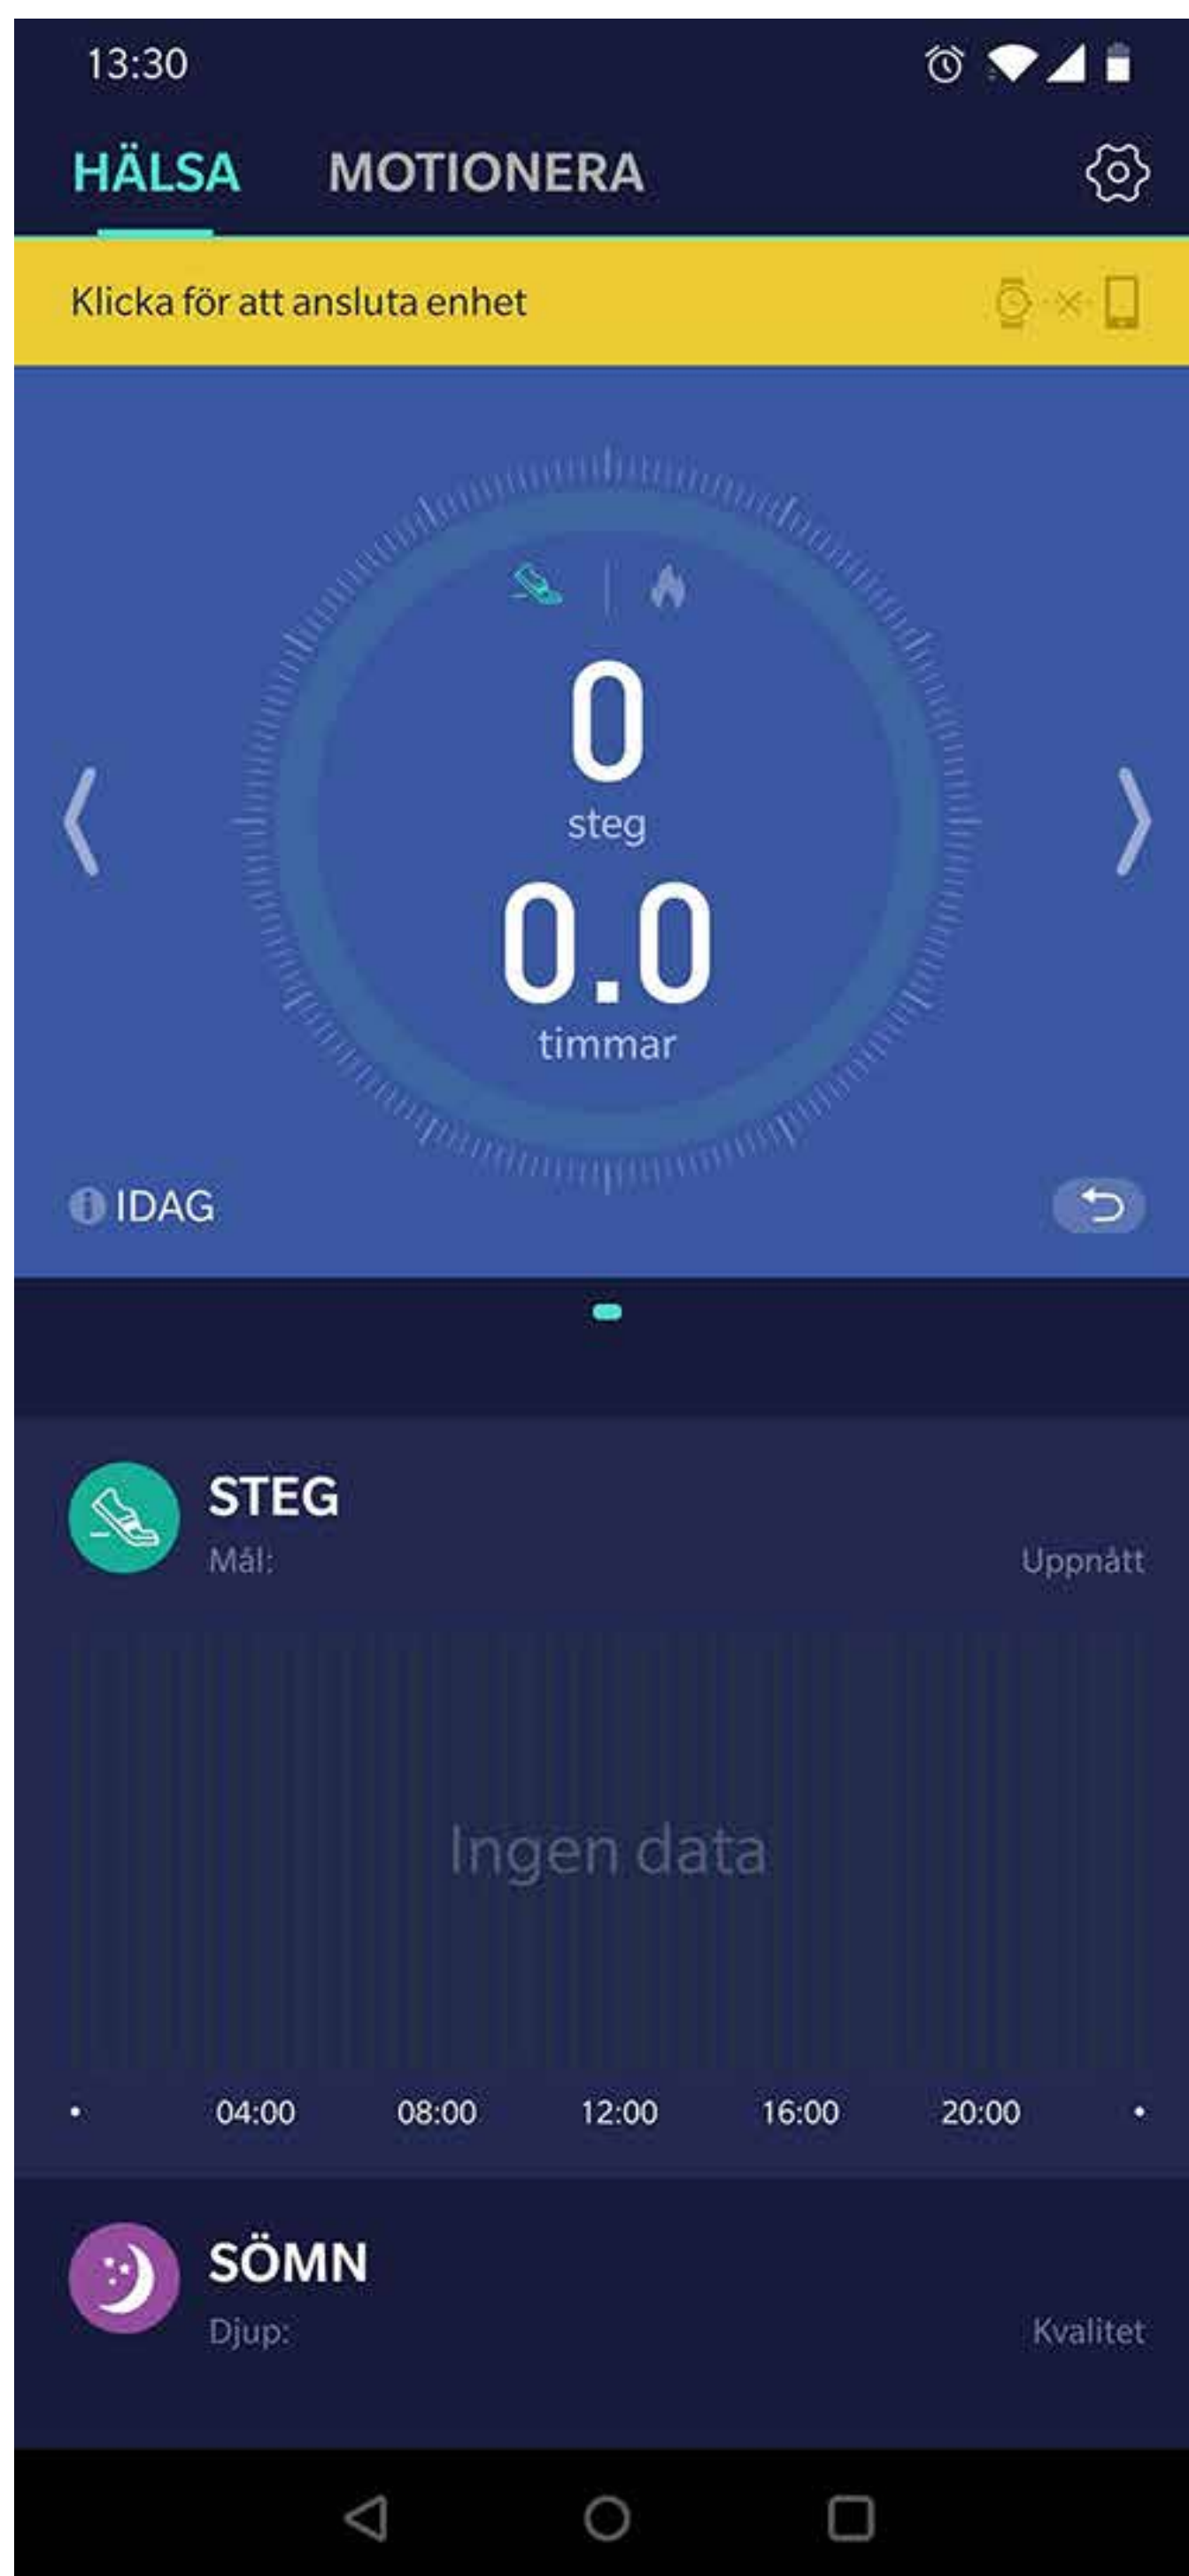 13:30
HÄLSA MOTIONERA
Klicka för att ansluta enhet
0
steg
0.0
timmar
IDAG
STEG
Mål: Uppnått
Ingen data
04:00 08:00 12:00 16:00 20:00
SÖMN
Djup: Kvalitet